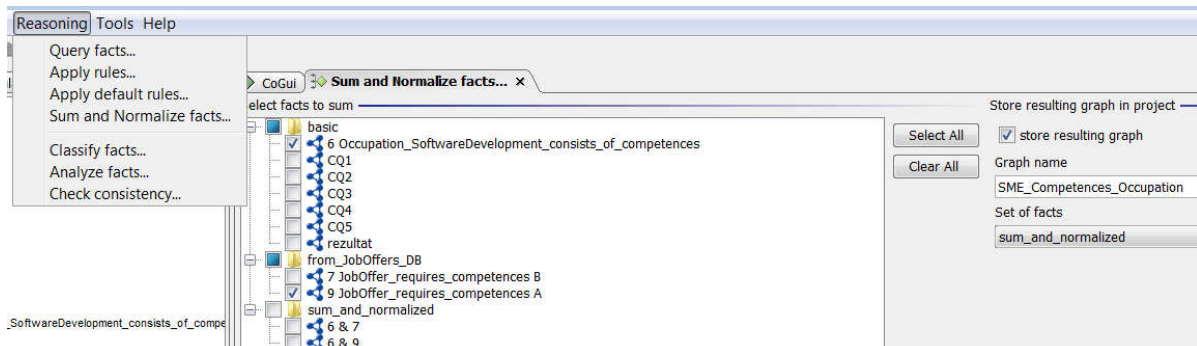 Reasoning Tools Help
Query facts...
Apply rules...
Apply default rules...
Sum and Normalize facts...
Classify facts...
Analyze facts...
Check consistency...
CoGui
Sum and Normalize facts... ×
elect facts to sum
basic
6 Occupation_SoftwareDevelopment_consists_of_competences
CQ1
CQ2
CQ3
CQ4
CQ5
rezultat
from_JobOffers_DB
7 JobOffer_requires_competences B
9 JobOffer_requires_competences A
sum_and_normalized
6 & 7
6 & 9
Select All
Clear All
Store resulting graph in project
store resulting graph
Graph name
SME_Competences_Occupation
Set of facts
sum_and_normalized
_SoftwareDevelopment_consists_of_compe